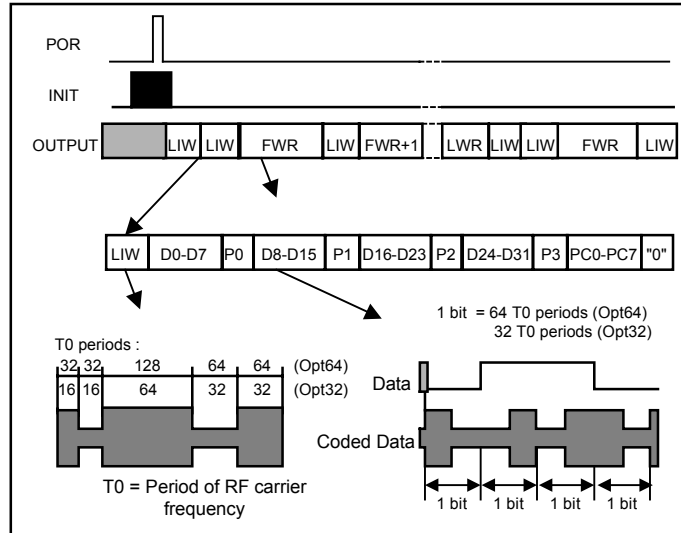 POR
INIT
OUTPUT LIW LIW FWR LIW FWR+1 LWR LIW LIW FWR LIW
LIW D0-D7 P0 D8-D15 P1 D16-D23 P2 D24-D31 P3 PC0-PC7 "0"
1 bit = 64 T0 periods (Opt64)
32 T0 periods (Opt32)
T0 periods :
32 32 128 64 64 (Opt64)
16 16 64 32 32 (Opt32)
Data
Coded Data
T0 = Period of RF carrier
frequency
1 bit 1 bit 1 bit 1 bit